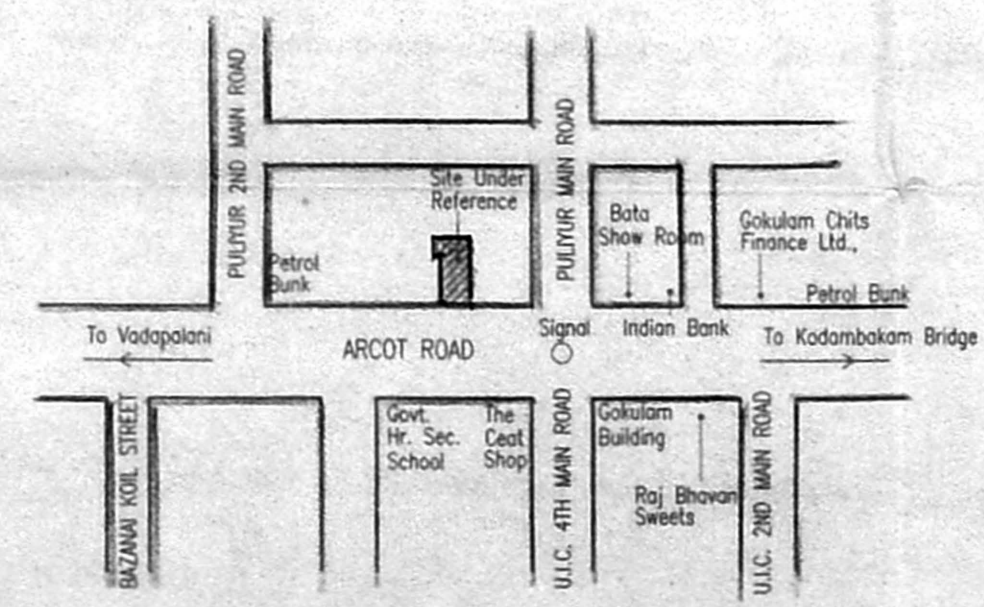 PULIYUR 2ND MAIN ROAD
PULIYUR MAIN ROAD
Site Under
Reference
Bata
Show Room
Gokulam Chits
Finance Ltd.,
Petrol
Bunk
Petrol Bunk
To Vadapalani
ARCOT ROAD
Signal
Indian Bank
To Kodambakam Bridge
BAZANAI KOIL STREET
Govt.
Hr. Sec.
School
The
Ceat
Shop
U.I.C. 4TH MAIN ROAD
Gokulam
Building
Raj Bhavan
Sweets
U.I.C. 2ND MAIN ROAD